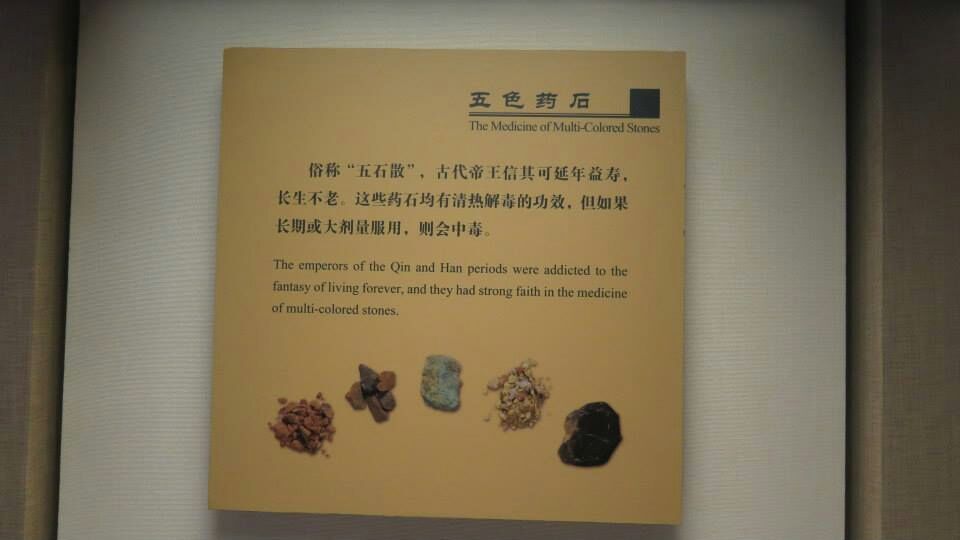 五色药石
The Medicine of Multi-Colored Stones
俗称“五石散”，古代帝王信其可延年益寿，
长生不老。这些药石均有清热解毒的功效，但如果
长期或大剂量服用，则会中毒。
The emperors of the Qin and Han periods were addicted to the
fantasy of living forever, and they had strong faith in the medicine
of multi-colored stones.